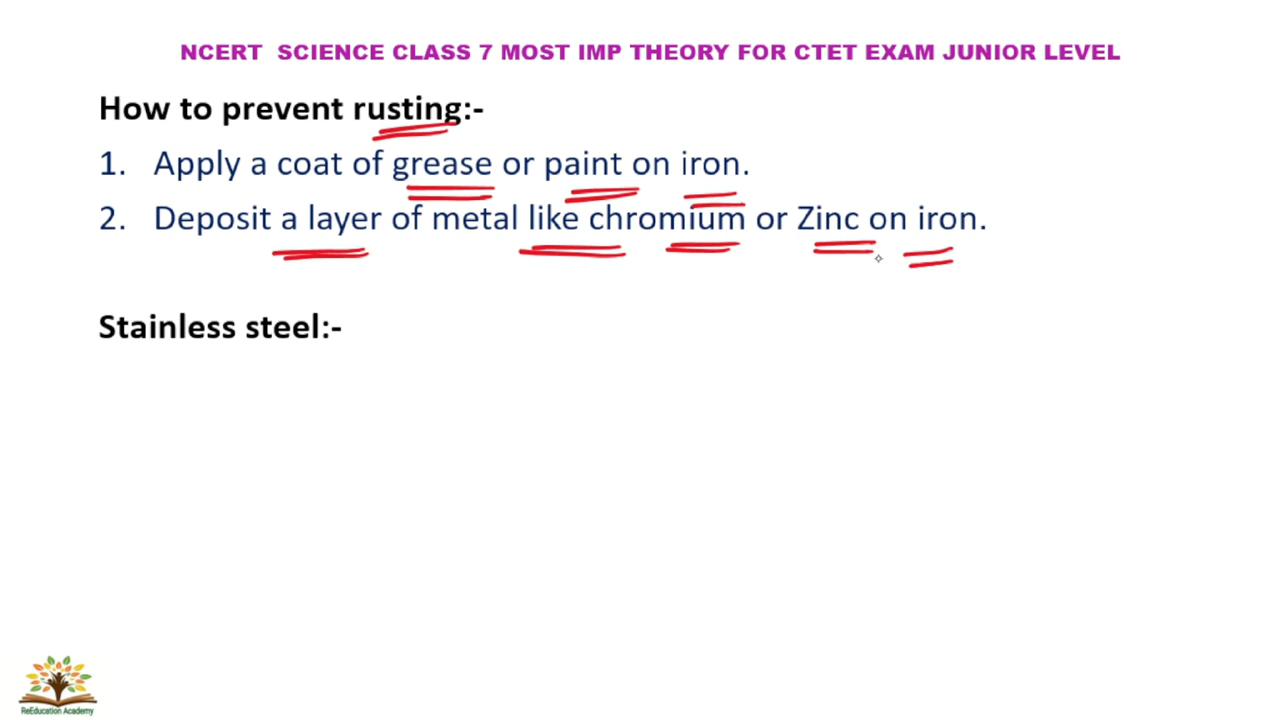 NCERT SCIENCE CLASS 7 MOST IMP THEORY FOR CTET EXAM JUNIOR LEVEL
How to prevent rusting:-
1. Apply a coat of grease or paint on iron.
2. Deposit a layer of metal like chromium or Zinc on iron.
Stainless steel:-
ReEducation Academy